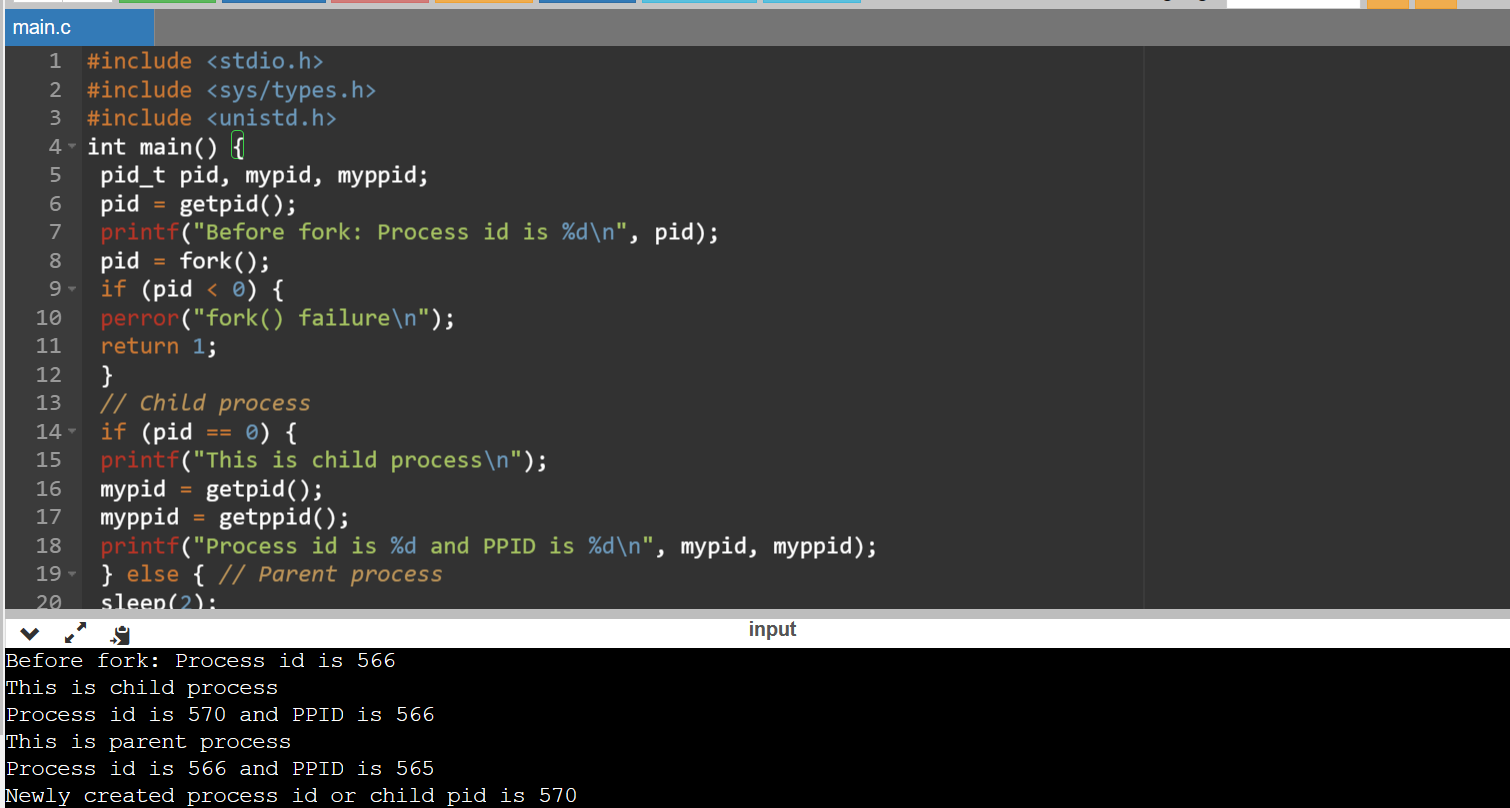 main.c
1 #include <stdio.h>
2 #include <sys/types.h>
3 #include <unistd.h>
4 int main() {
5 pid_t pid, mypid, myppid;
6 pid = getpid();
7 printf("Before fork: Process id is %d\n", pid);
8 pid = fork();
9 if (pid < 0) {
10 perror("fork() failure\n");
11 return 1;
12 }
13 // Child process
14 if (pid == 0) {
15 printf("This is child process\n");
16 mypid = getpid();
17 myppid = getppid();
18 printf("Process id is %d and PPID is %d\n", mypid, myppid);
19 } else { // Parent process
20 sleep(2);
input
Before fork: Process id is 566
This is child process
Process id is 570 and PPID is 566
This is parent process
Process id is 566 and PPID is 565
Newly created process id or child pid is 570